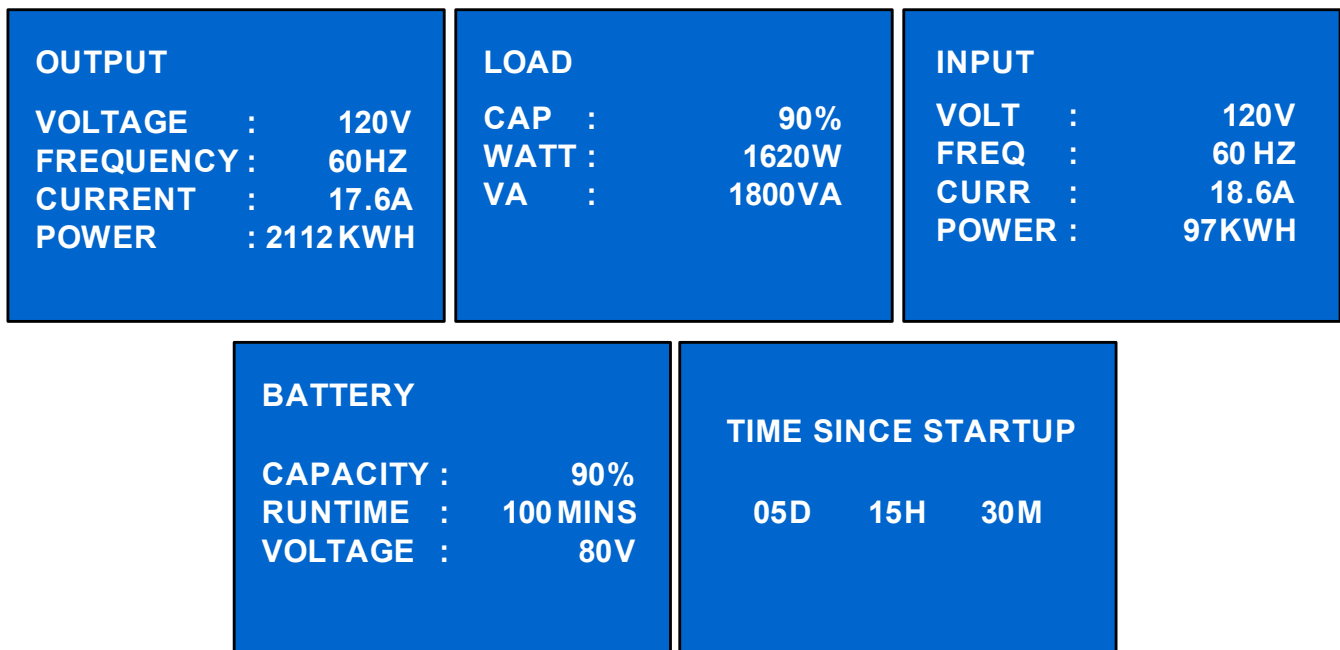 OUTPUT
VOLTAGE : 120V
FREQUENCY : 60HZ
CURRENT : 17.6A
POWER : 2112 KWH
LOAD
CAP : 90%
WATT : 1620W
VA : 1800VA
INPUT
VOLT : 120V
FREQ : 60 HZ
CURR : 18.6A
POWER : 97KWH
BATTERY
CAPACITY : 90%
RUNTIME : 100 MINS
VOLTAGE : 80V
TIME SINCE STARTUP
05D 15H 30M